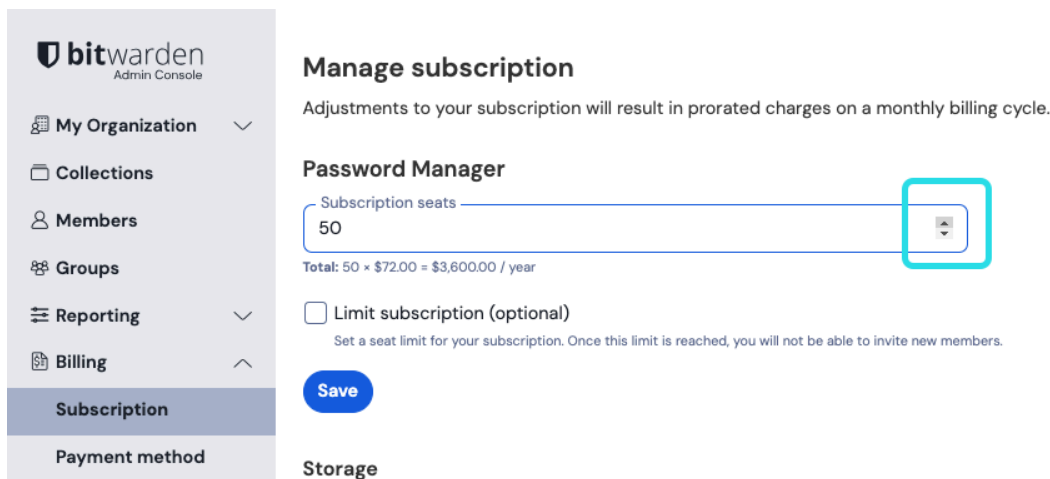 bitwarden
Admin Console
My Organization
Collections
Members
Groups
Reporting
Billing
Subscription
Payment method
Manage subscription
Adjustments to your subscription will result in prorated charges on a monthly billing cycle.
Password Manager
Subscription seats
50
Total: 50 × $72.00 = $3,600.00 / year
Limit subscription (optional)
Set a seat limit for your subscription. Once this limit is reached, you will not be able to invite new members.
Save
Storage